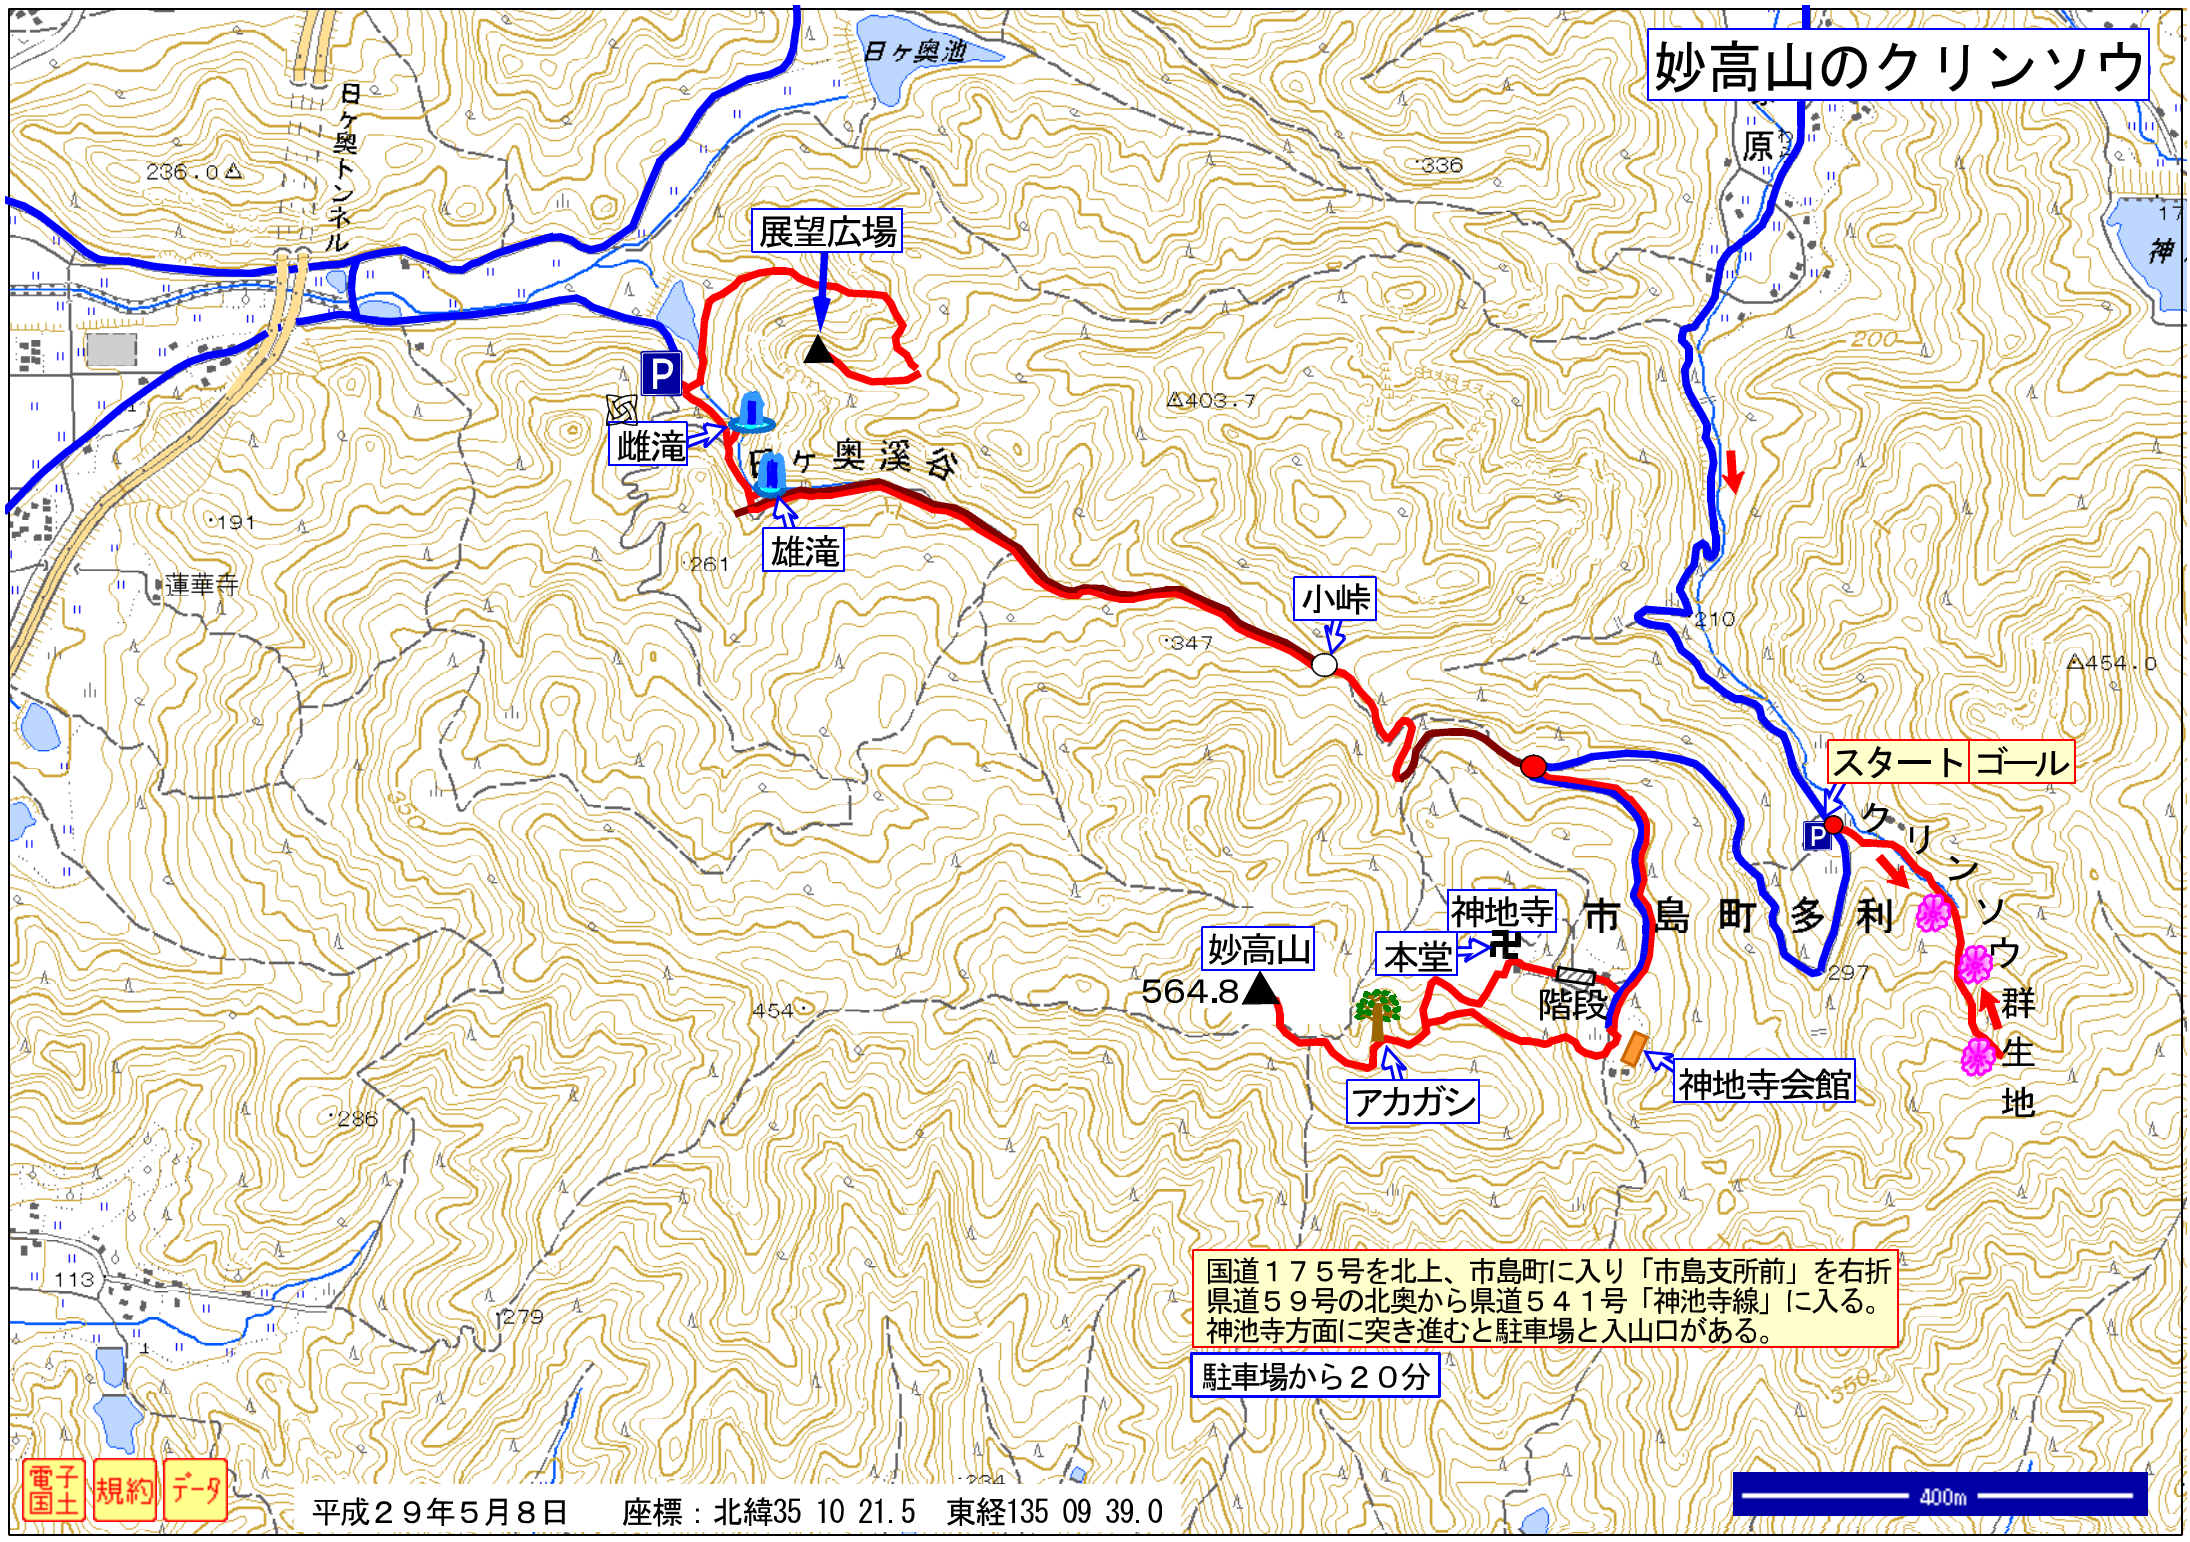 妙高山のクリンソウ
日ヶ奥池
日ヶ奥トンネル
原
336
236.0
展望広場
神
17
200
403.7
P
雌滝
日ヶ奥溪谷
雄滝
191
261
蓮華寺
小峠
347
210
454.0
スタート ゴール
P
クリンソウ群生地
350
神地寺
本堂
市島町多利
妙高山
564.8
階段
297
454
アカガシ
神地寺会館
286
113
279
1
1
国道175号を北上、市島町に入り「市島支所前」を右折
県道59号の北奥から県道541号「神池寺線」に入る。
神池寺方面に突き進むと駐車場と入山口がある。
駐車場から20分
350
234
電子国土
規約
データ
平成29年5月8日 座標:北緯35 10 21.5 東経135 09 39.0
400m